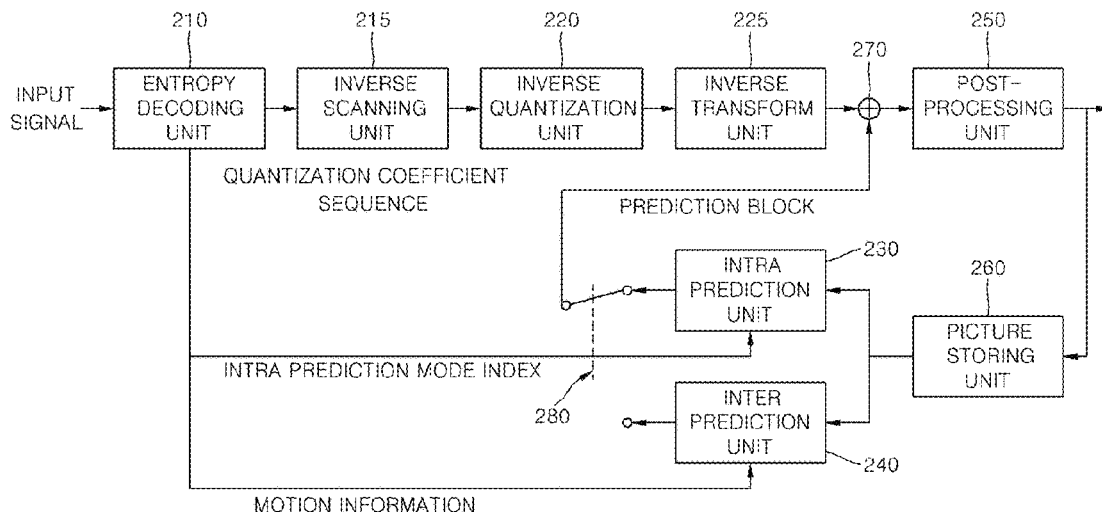 210
215
220
225
270
250
INPUT
SIGNAL
ENTROPY
DECODING
UNIT
INVERSE
SCANNING
UNIT
INVERSE
QUANTIZATION
UNIT
INVERSE
TRANSFORM
UNIT
POST-
PROCESSING
UNIT
QUANTIZATION COEFFICIENT
SEQUENCE
PREDICTION BLOCK
230
INTRA
PREDICTION
UNIT
260
PICTURE
STORING
UNIT
INTRA PREDICTION MODE INDEX
280
INTER
PREDICTION
UNIT
240
MOTION INFORMATION